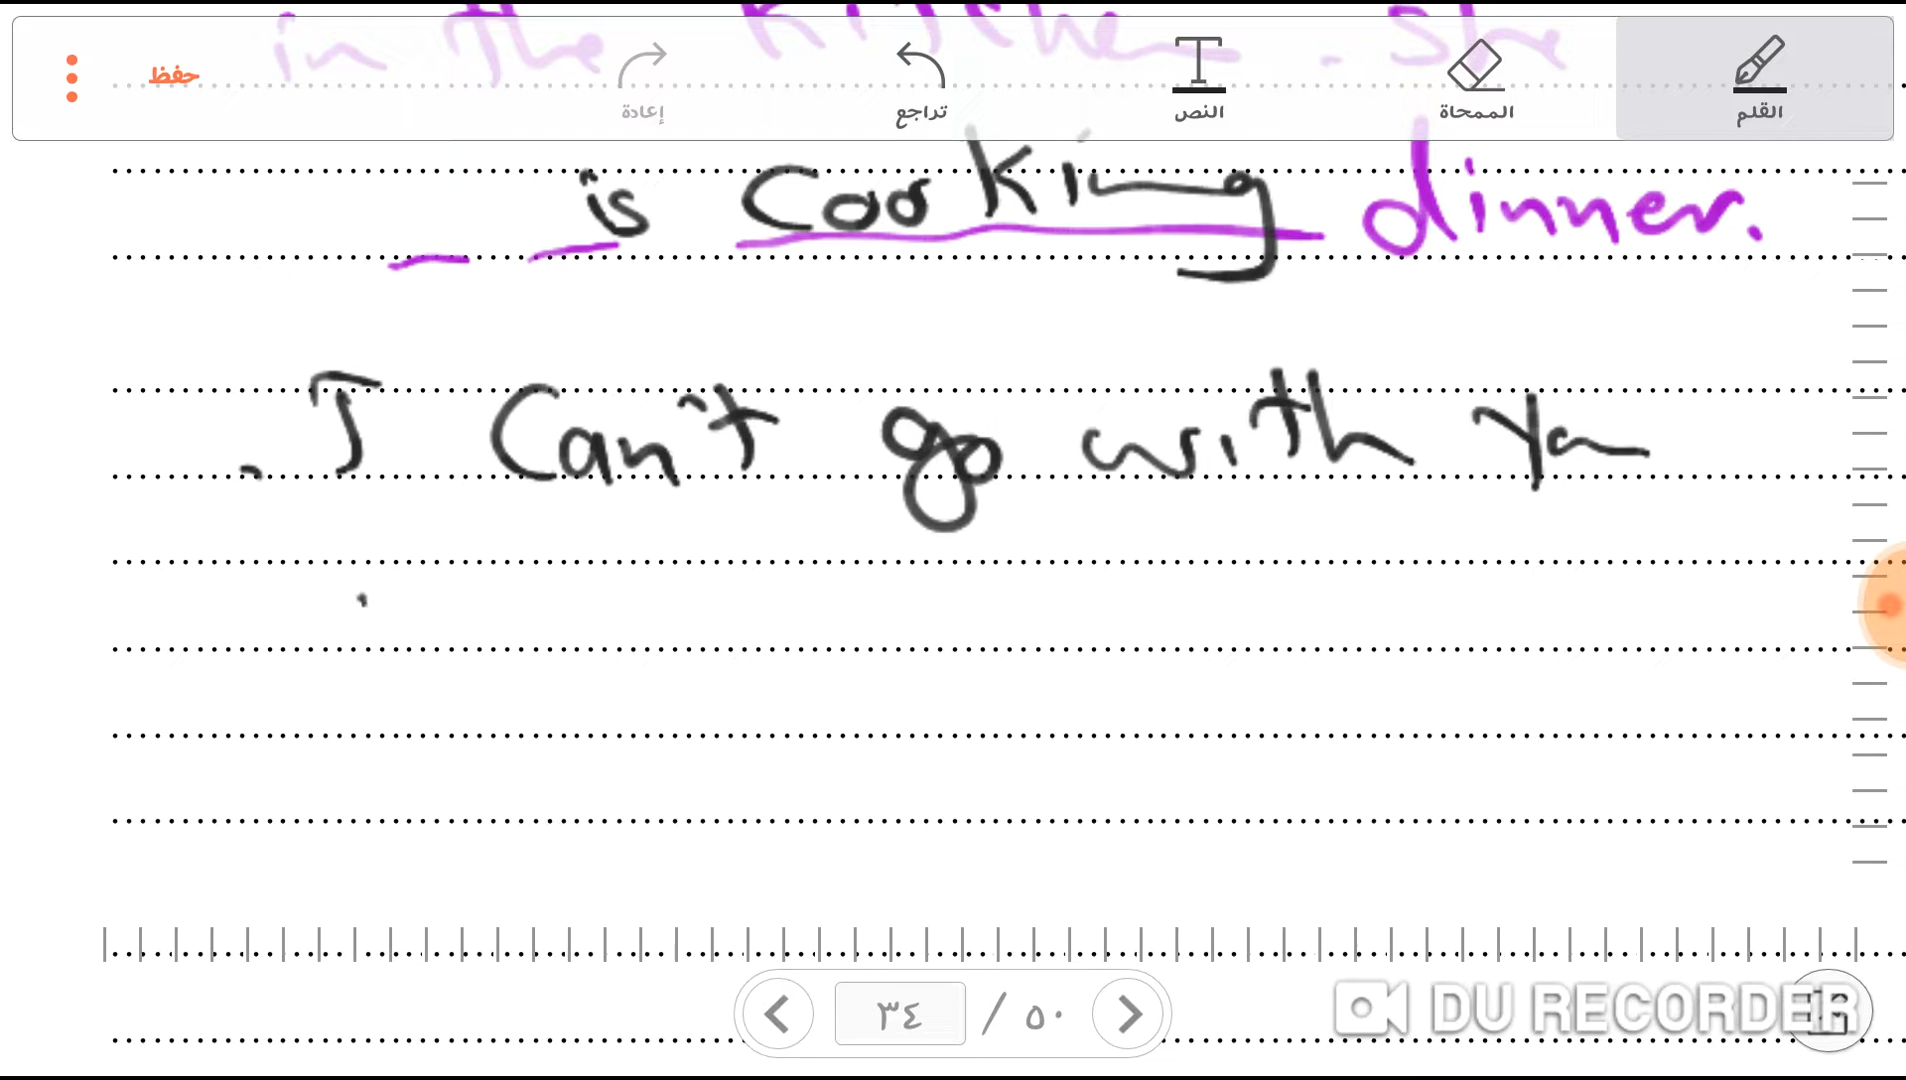 in the kitchen. she
حفظ
إعادة
تراجع
النص
الممحاة
القلم
is cooking dinner.
I can't go with you
٣٤ / ٥٠
DU RECORDER